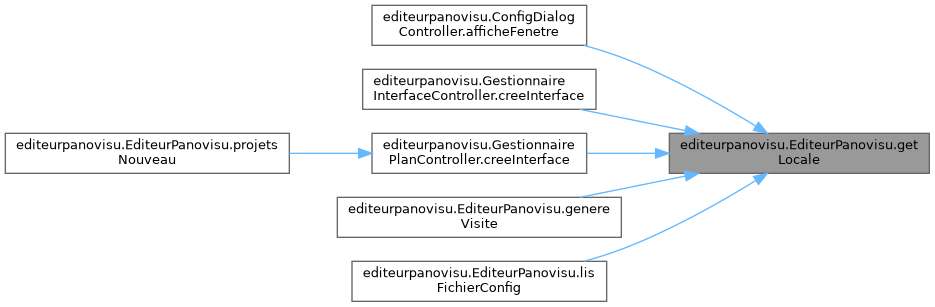 editeurpanovisu.ConfigDialog
Controller.afficheFenetre
editeurpanovisu.Gestionnaire
InterfaceController.creeInterface
editeurpanovisu.EditeurPanovisu.projets
Nouveau
editeurpanovisu.Gestionnaire
PlanController.creeInterface
editeurpanovisu.EditeurPanovisu.get
Locale
editeurpanovisu.EditeurPanovisu.genere
Visite
editeurpanovisu.EditeurPanovisu.lis
FichierConfig